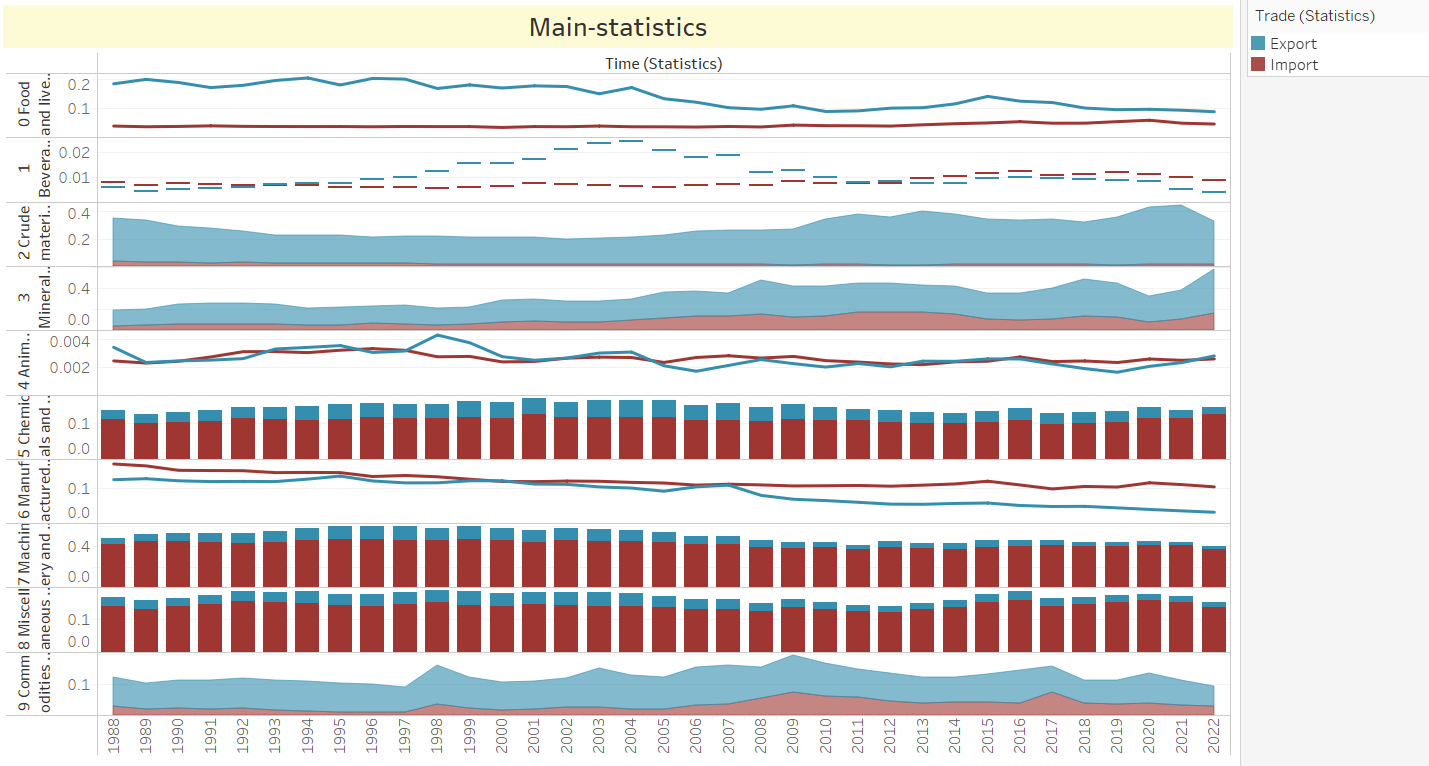 Main-statistics
Trade (Statistics)
Export
Import
Time (Statistics)
0 Food
and live..
0.2
0.1
1
Bevera..
0.02
0.01
2 Crude
materi..
0.4
0.2
3
Mineral..
0.4
0.0
4 Anim..
0.004
0.002
5 Chemic
als and ..
0.1
0.0
6 Manuf
actured..
0.1
0.0
7 Machin
ery and ..
0.4
0.0
8 Miscell
aneous ..
0.1
0.0
9 Comm
odities ..
0.1
1988
1989
1990
1991
1992
1993
1994
1995
1996
1997
1998
1999
2000
2001
2002
2003
2004
2005
2006
2007
2008
2009
2010
2011
2012
2013
2014
2015
2016
2017
2018
2019
2020
2021
2022